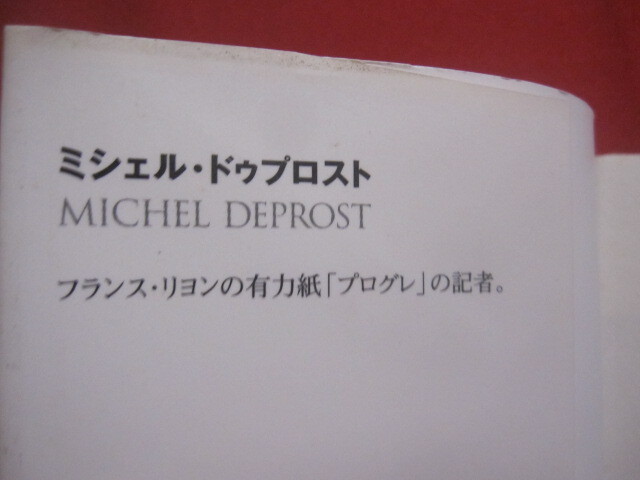 ミシェル・ドゥプロスト
MICHEL DEPROST
フランス・リヨンの有力紙「プログレ」の記者。